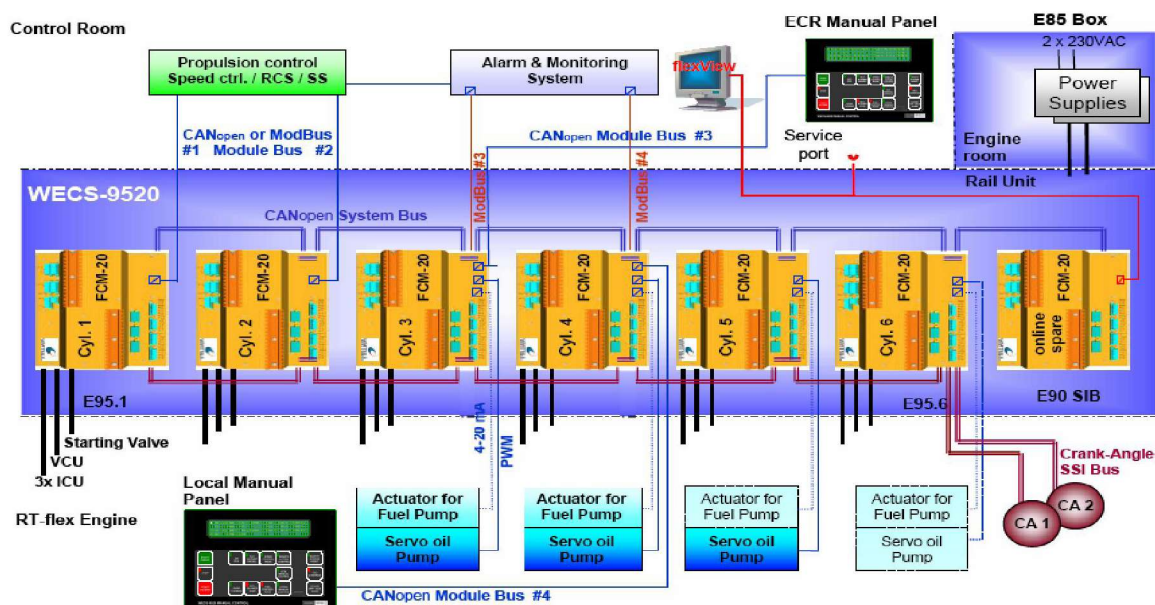 Control Room
ECR Manual Panel
E85 Box
2 x 230VAC
Propulsion control
Speed ctrl. / RCS / SS
Alarm & Monitoring
System
flexView
Power
Supplies
CANopen or ModBus
#1 Module Bus #2
CANopen Module Bus #3
Service
port
Engine
room
Rail Unit
ModBus #3
ModBus #4
WECS-9520
CANopen System Bus
FCM-20
Cyl. 1
FCM-20
Cyl. 2
FCM-20
Cyl. 3
FCM-20
Cyl. 4
FCM-20
Cyl. 5
FCM-20
Cyl. 6
FCM-20
online
spare
E95.1
E95.6
E90 SIB
Starting Valve
VCU
3x ICU
4-20 mA
PWM
Crank-Angle
SSI Bus
Local Manual
Panel
RT-flex Engine
Actuator for
Fuel Pump
Servo oil
Pump
Actuator for
Fuel Pump
Servo oil
Pump
Actuator for
Fuel Pump
Servo oil
Pump
Actuator for
Fuel Pump
Servo oil
Pump
CA 1
CA 2
CANopen Module Bus #4